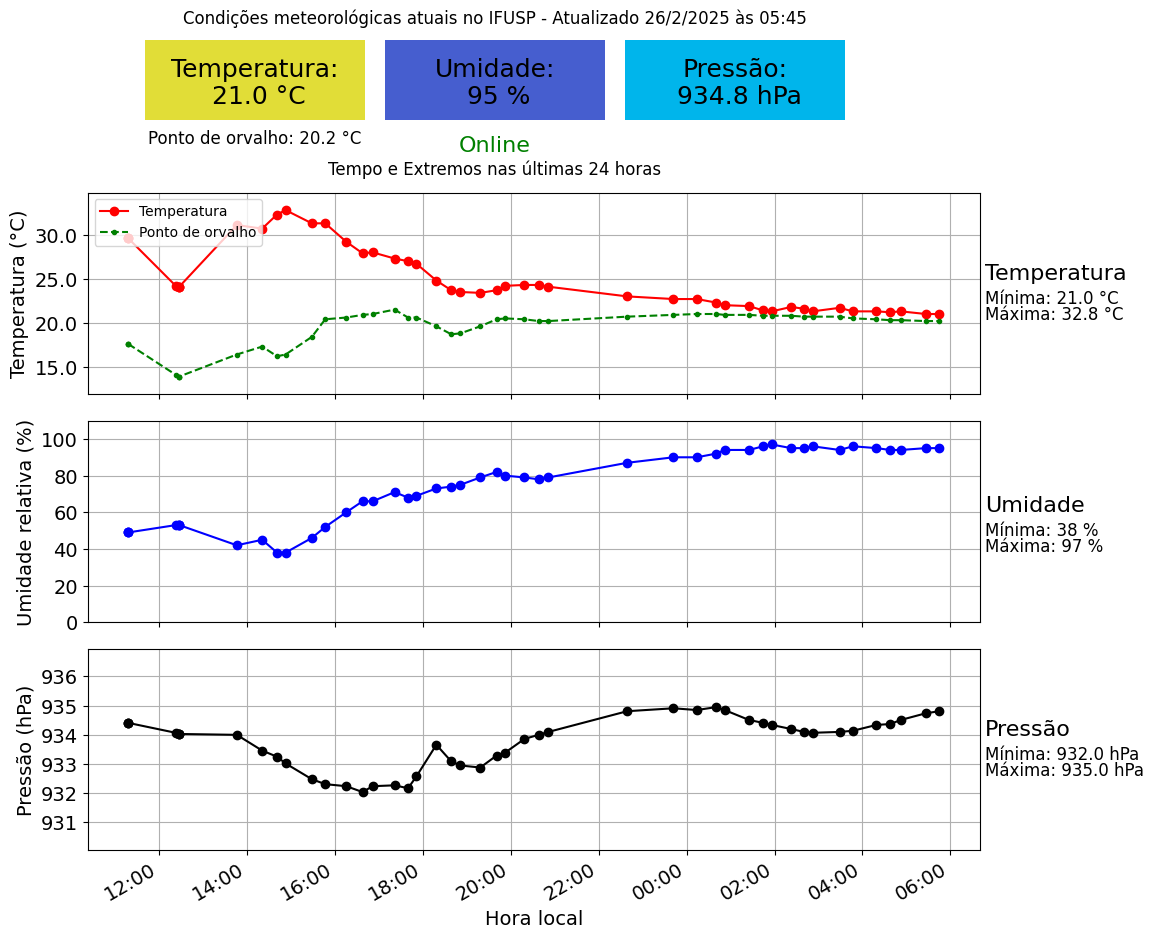 Condições meteorológicas atuais no IFUSP - Atualizado 26/2/2025 às 05:45
Temperatura:
21.0 °C
Umidade:
95 %
Pressão:
934.8 hPa
Ponto de orvalho: 20.2 °C
Online
Tempo e Extremos nas últimas 24 horas
Temperatura (°C)
30.0
25.0
20.0
15.0
Temperatura
Ponto de orvalho
Temperatura
Mínima: 21.0 °C
Máxima: 32.8 °C
Umidade relativa (%)
100
80
60
40
20
0
Umidade
Mínima: 38 %
Máxima: 97 %
Pressão (hPa)
936
935
934
933
932
931
Pressão
Mínima: 932.0 hPa
Máxima: 935.0 hPa
12:00
14:00
16:00
18:00
20:00
22:00
00:00
02:00
04:00
06:00
Hora local